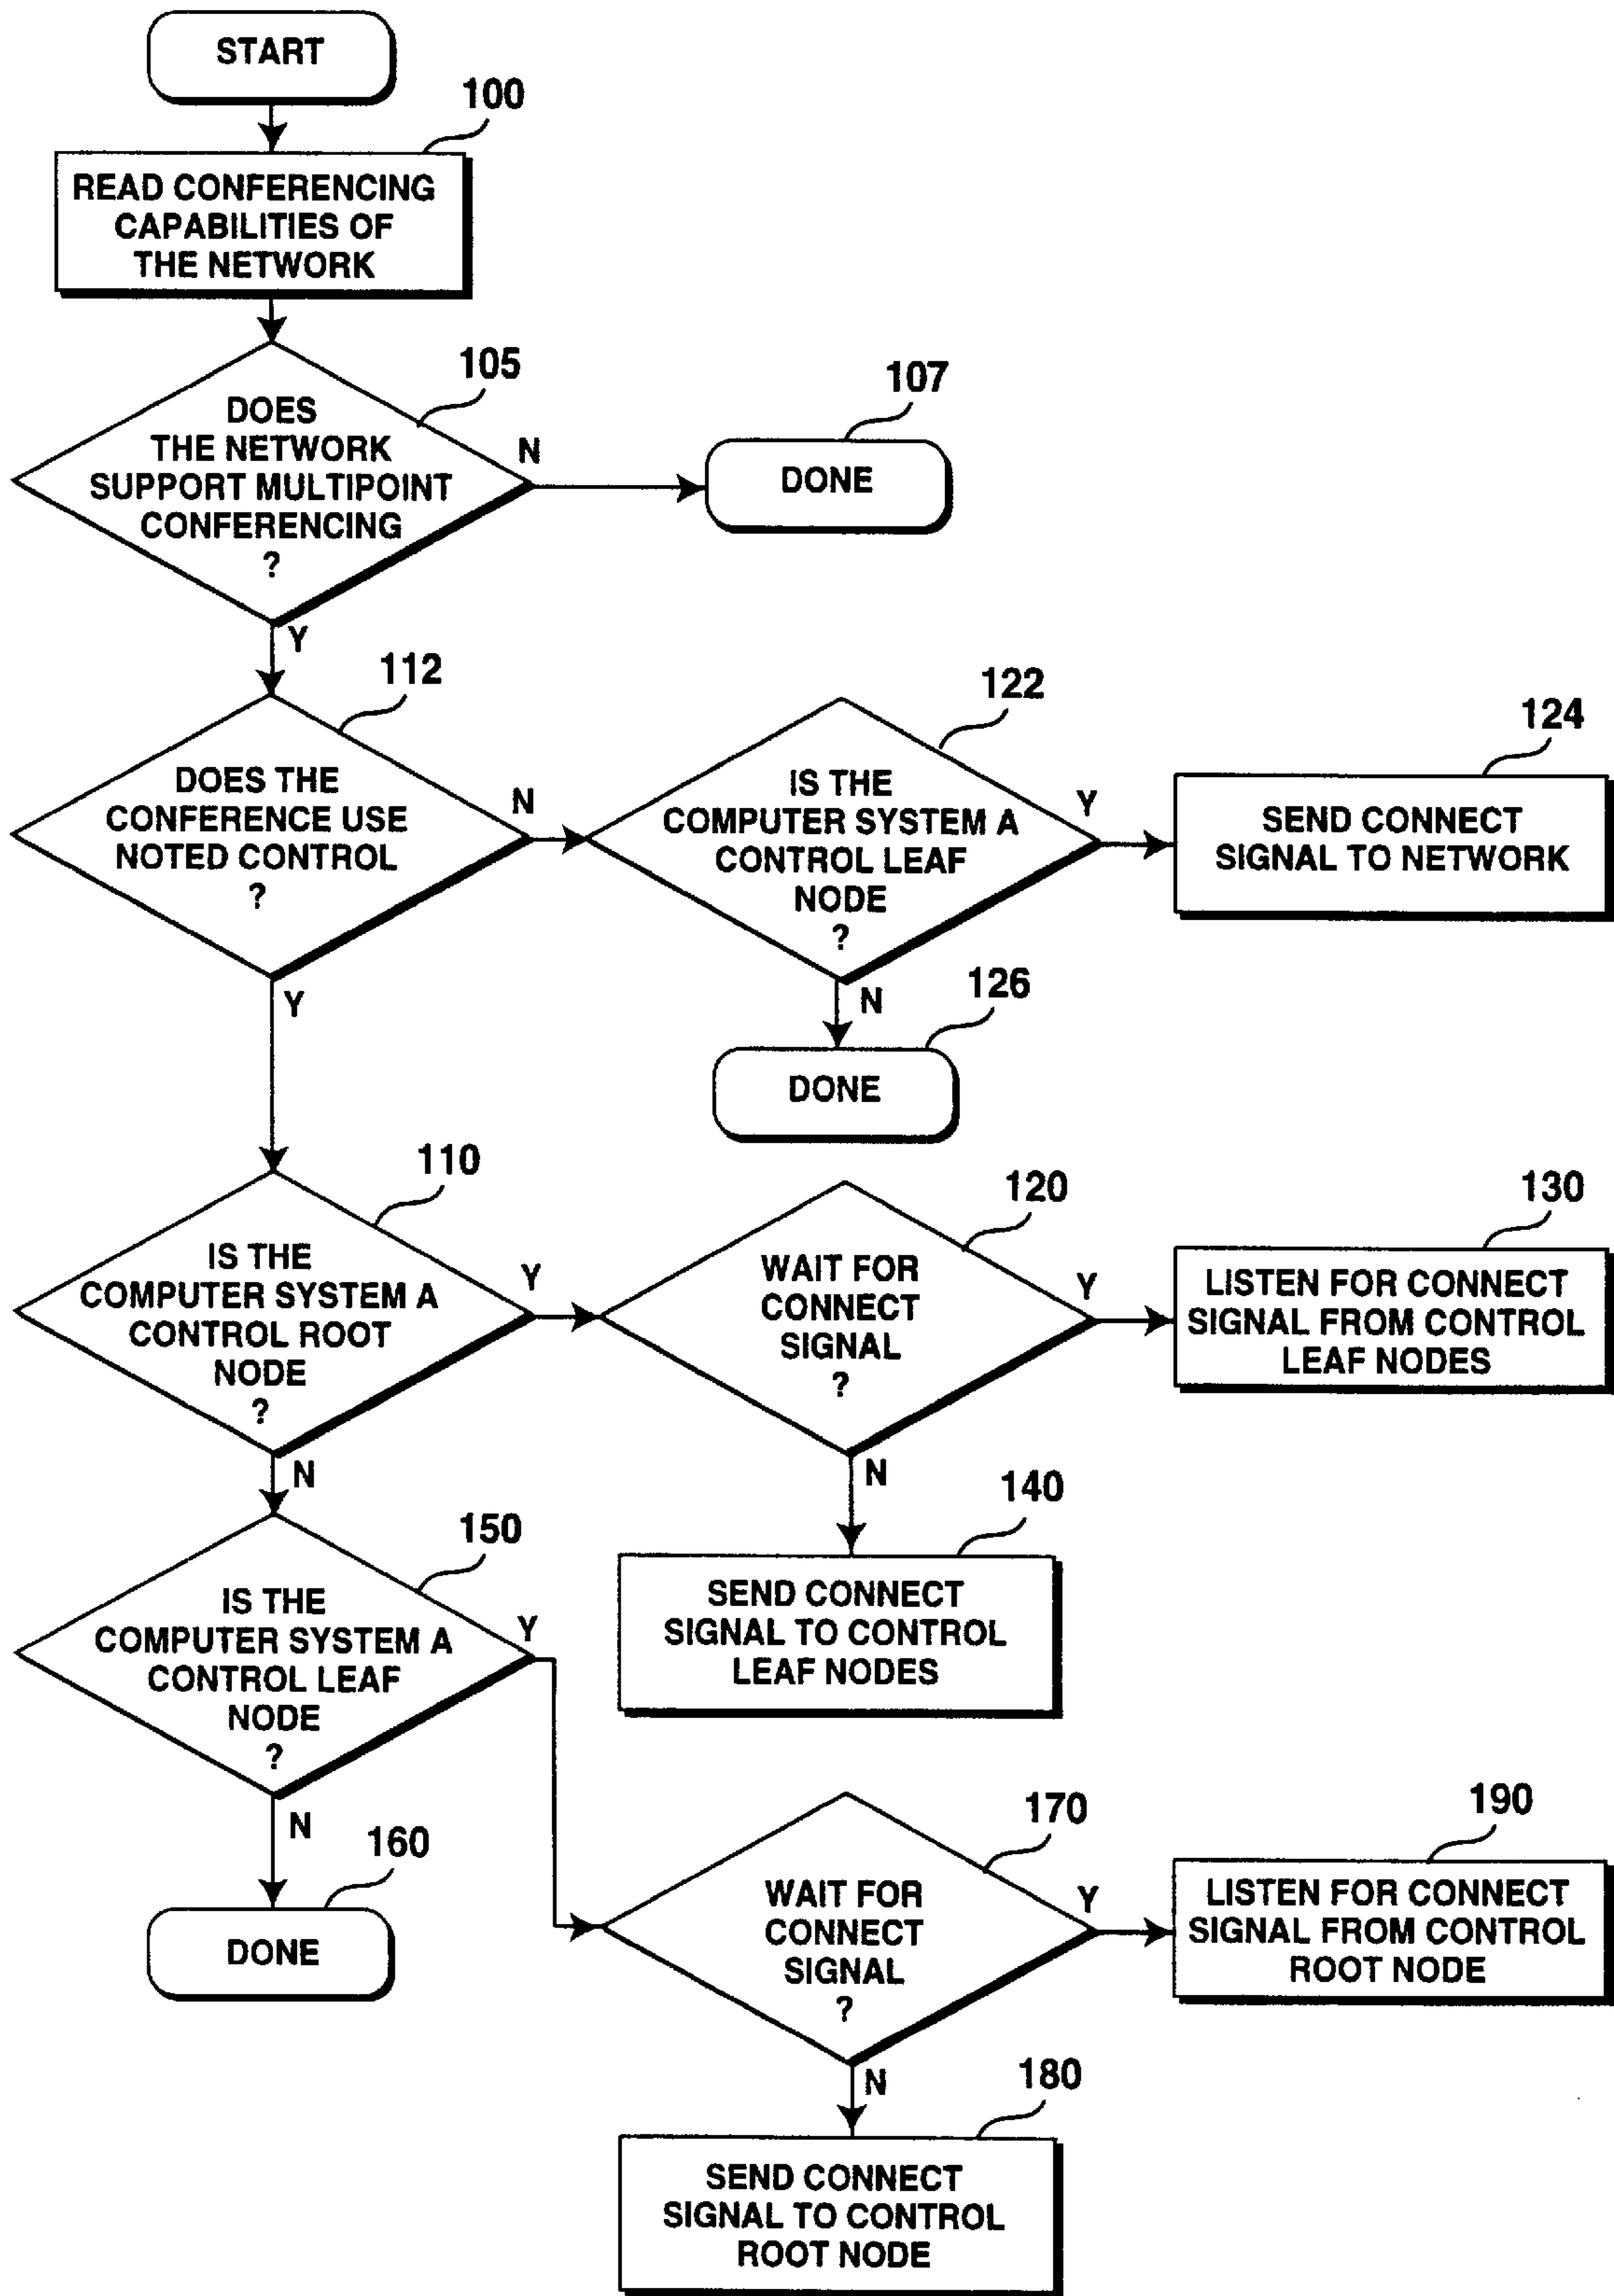 START
100
READ CONFERENCING
CAPABILITIES OF
THE NETWORK
105
DOES
THE NETWORK
SUPPORT MULTIPOINT
CONFERENCING
?
N
107
DONE
Y
112
DOES THE
CONFERENCE USE
NOTED CONTROL
?
N
122
IS THE
COMPUTER SYSTEM A
CONTROL LEAF
NODE
?
Y
124
SEND CONNECT
SIGNAL TO NETWORK
N
126
DONE
Y
110
IS THE
COMPUTER SYSTEM A
CONTROL ROOT
NODE
?
Y
120
WAIT FOR
CONNECT
SIGNAL
?
Y
130
LISTEN FOR CONNECT
SIGNAL FROM CONTROL
LEAF NODES
N
140
SEND CONNECT
SIGNAL TO CONTROL
LEAF NODES
N
150
IS THE
COMPUTER SYSTEM A
CONTROL LEAF
NODE
?
Y
N
160
DONE
170
WAIT FOR
CONNECT
SIGNAL
?
Y
190
LISTEN FOR CONNECT
SIGNAL FROM CONTROL
ROOT NODE
N
180
SEND CONNECT
SIGNAL TO CONTROL
ROOT NODE